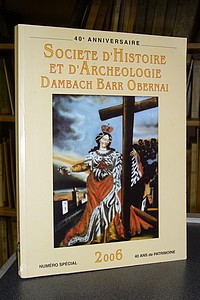 40e ANNIVERSAIRE
SOCIETE D'HISTOIRE
ET D'ARCHEOLOGIE
DAMBACH BARR OBERNAI
2006
NUMÉRO SPÉCIAL
40 ANS de PATRIMOINE